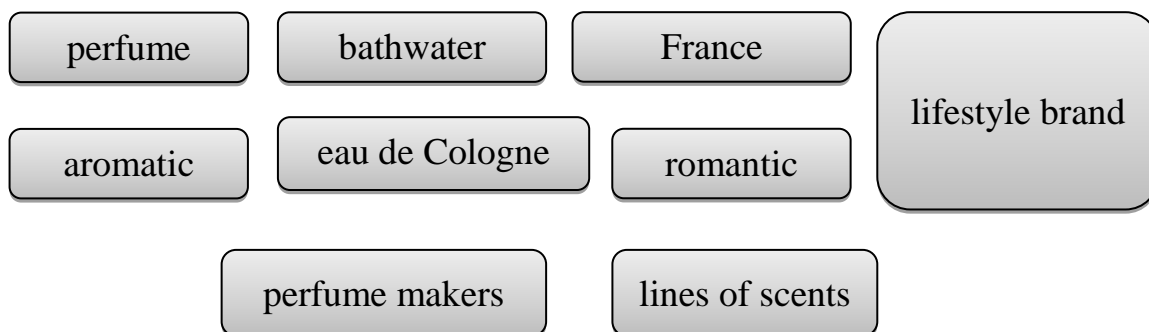 perfume
bathwater
France
lifestyle brand
aromatic
eau de Cologne
romantic
perfume makers
lines of scents